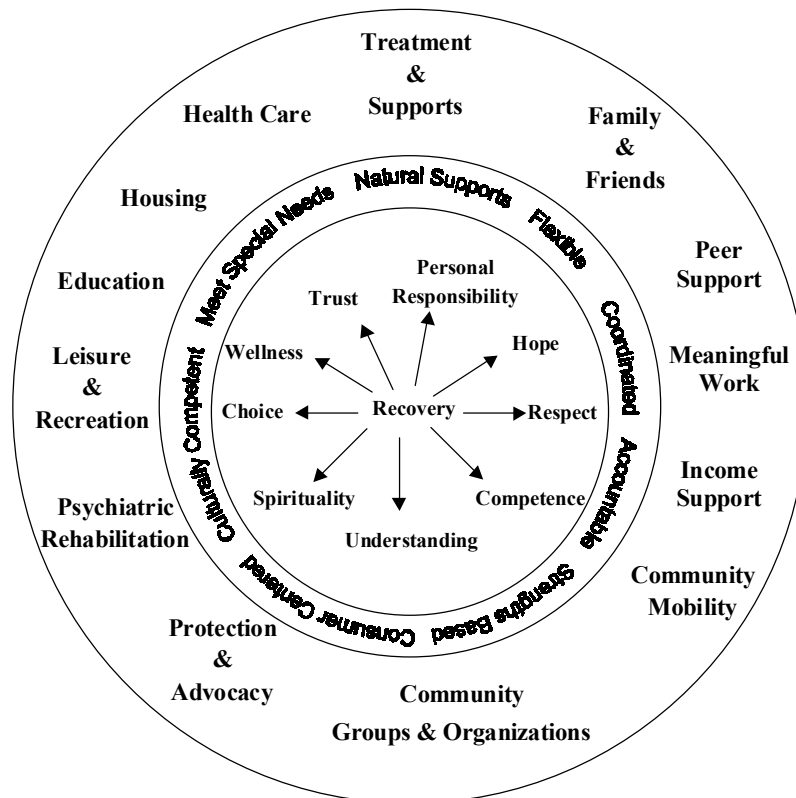 Treatment
&
Supports
Health Care
Family
&
Friends
Housing
Peer
Support
Education
Meaningful
Work
Leisure
&
Recreation
Income
Support
Psychiatric
Rehabilitation
Community
Mobility
Protection
&
Advocacy
Community
Groups & Organizations
Natural Supports
Flexible
Coordinated
Accountable
Strengths Based
Consumer Centered
Culturally Competent
Meet Special Needs
Personal
Responsibility
Trust
Hope
Wellness
Choice
Recovery
Respect
Spirituality
Competence
Understanding